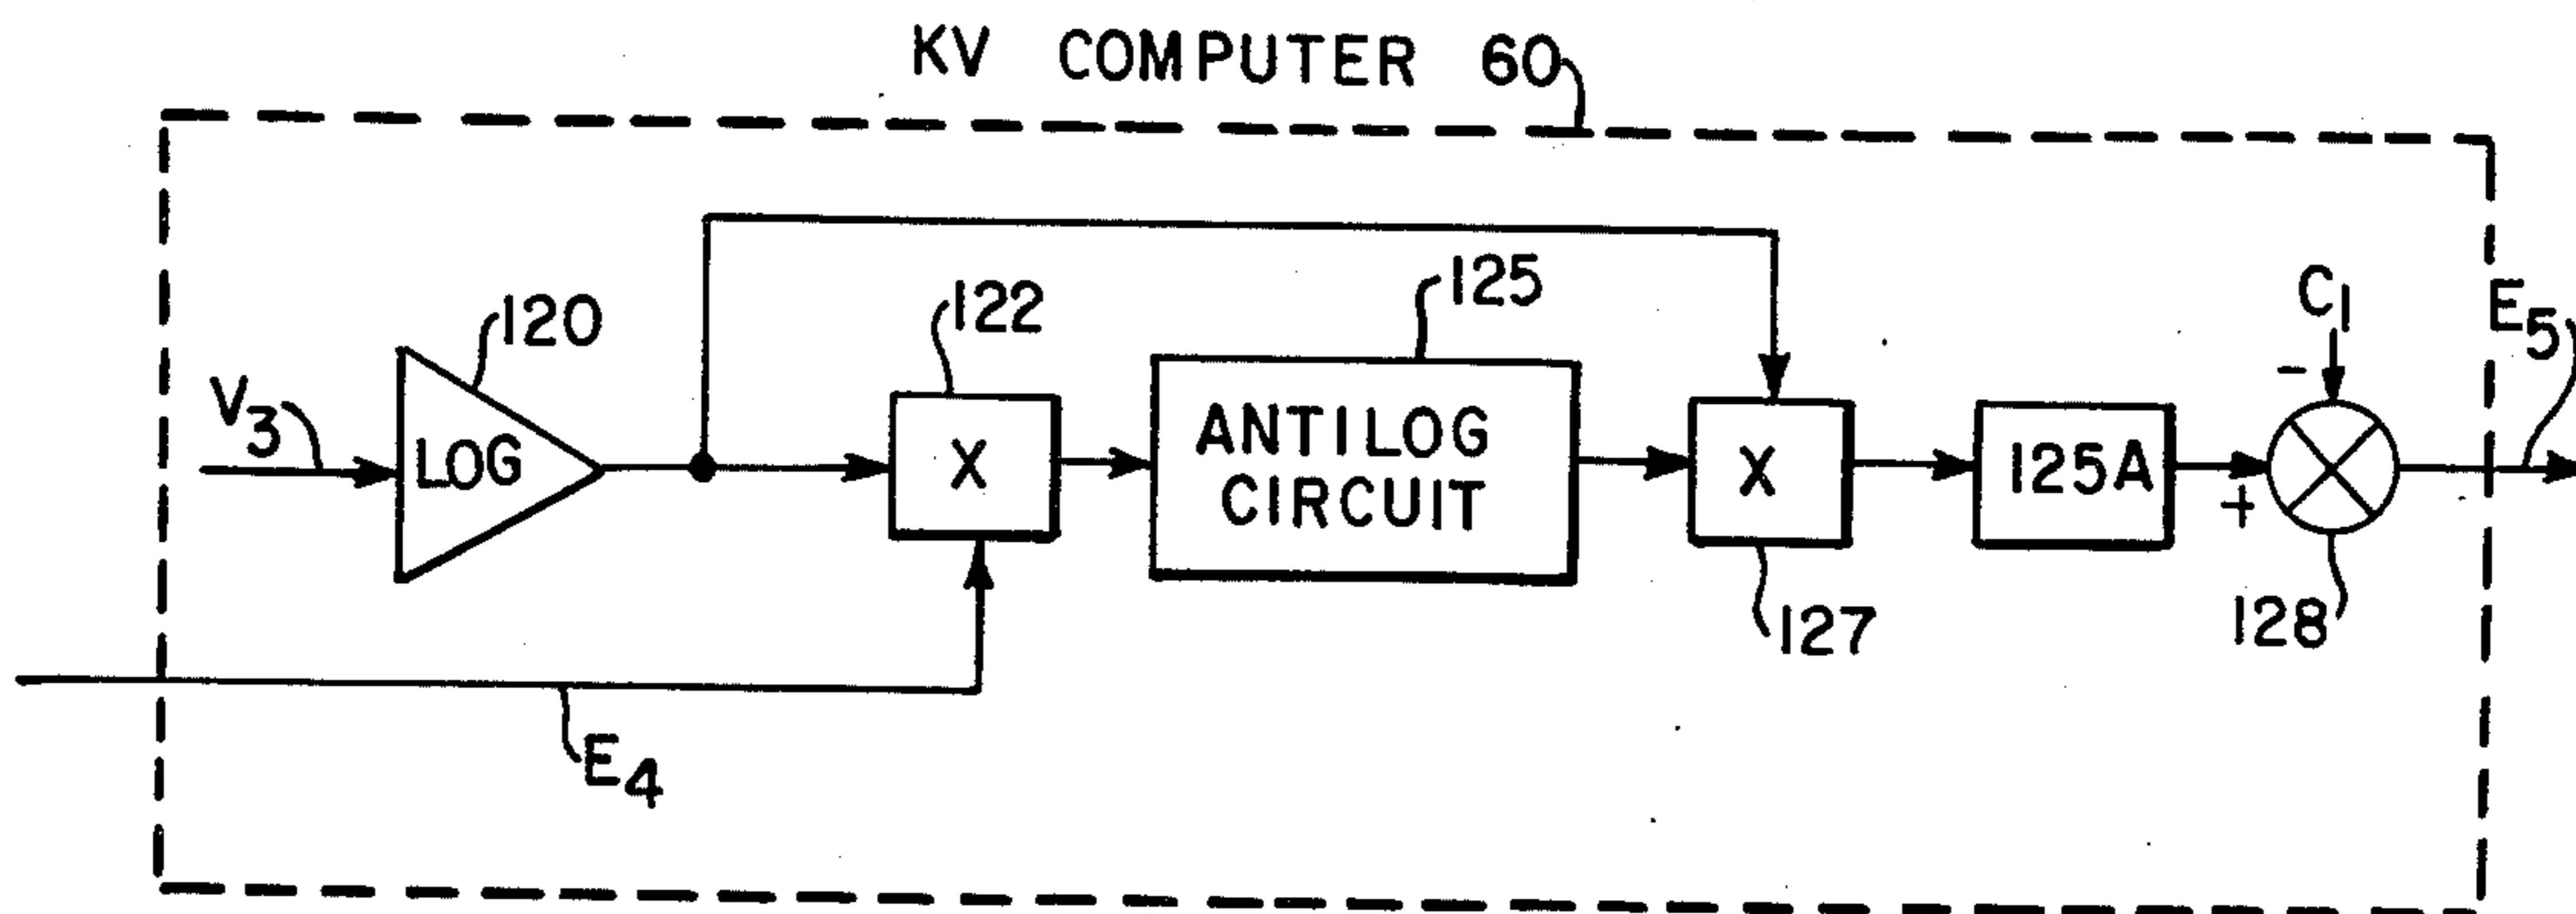 KV COMPUTER 60
120
122
125
C1
E5
V3
LOG
X
ANTILOG
CIRCUIT
X
125A
-
+
127
128
E4